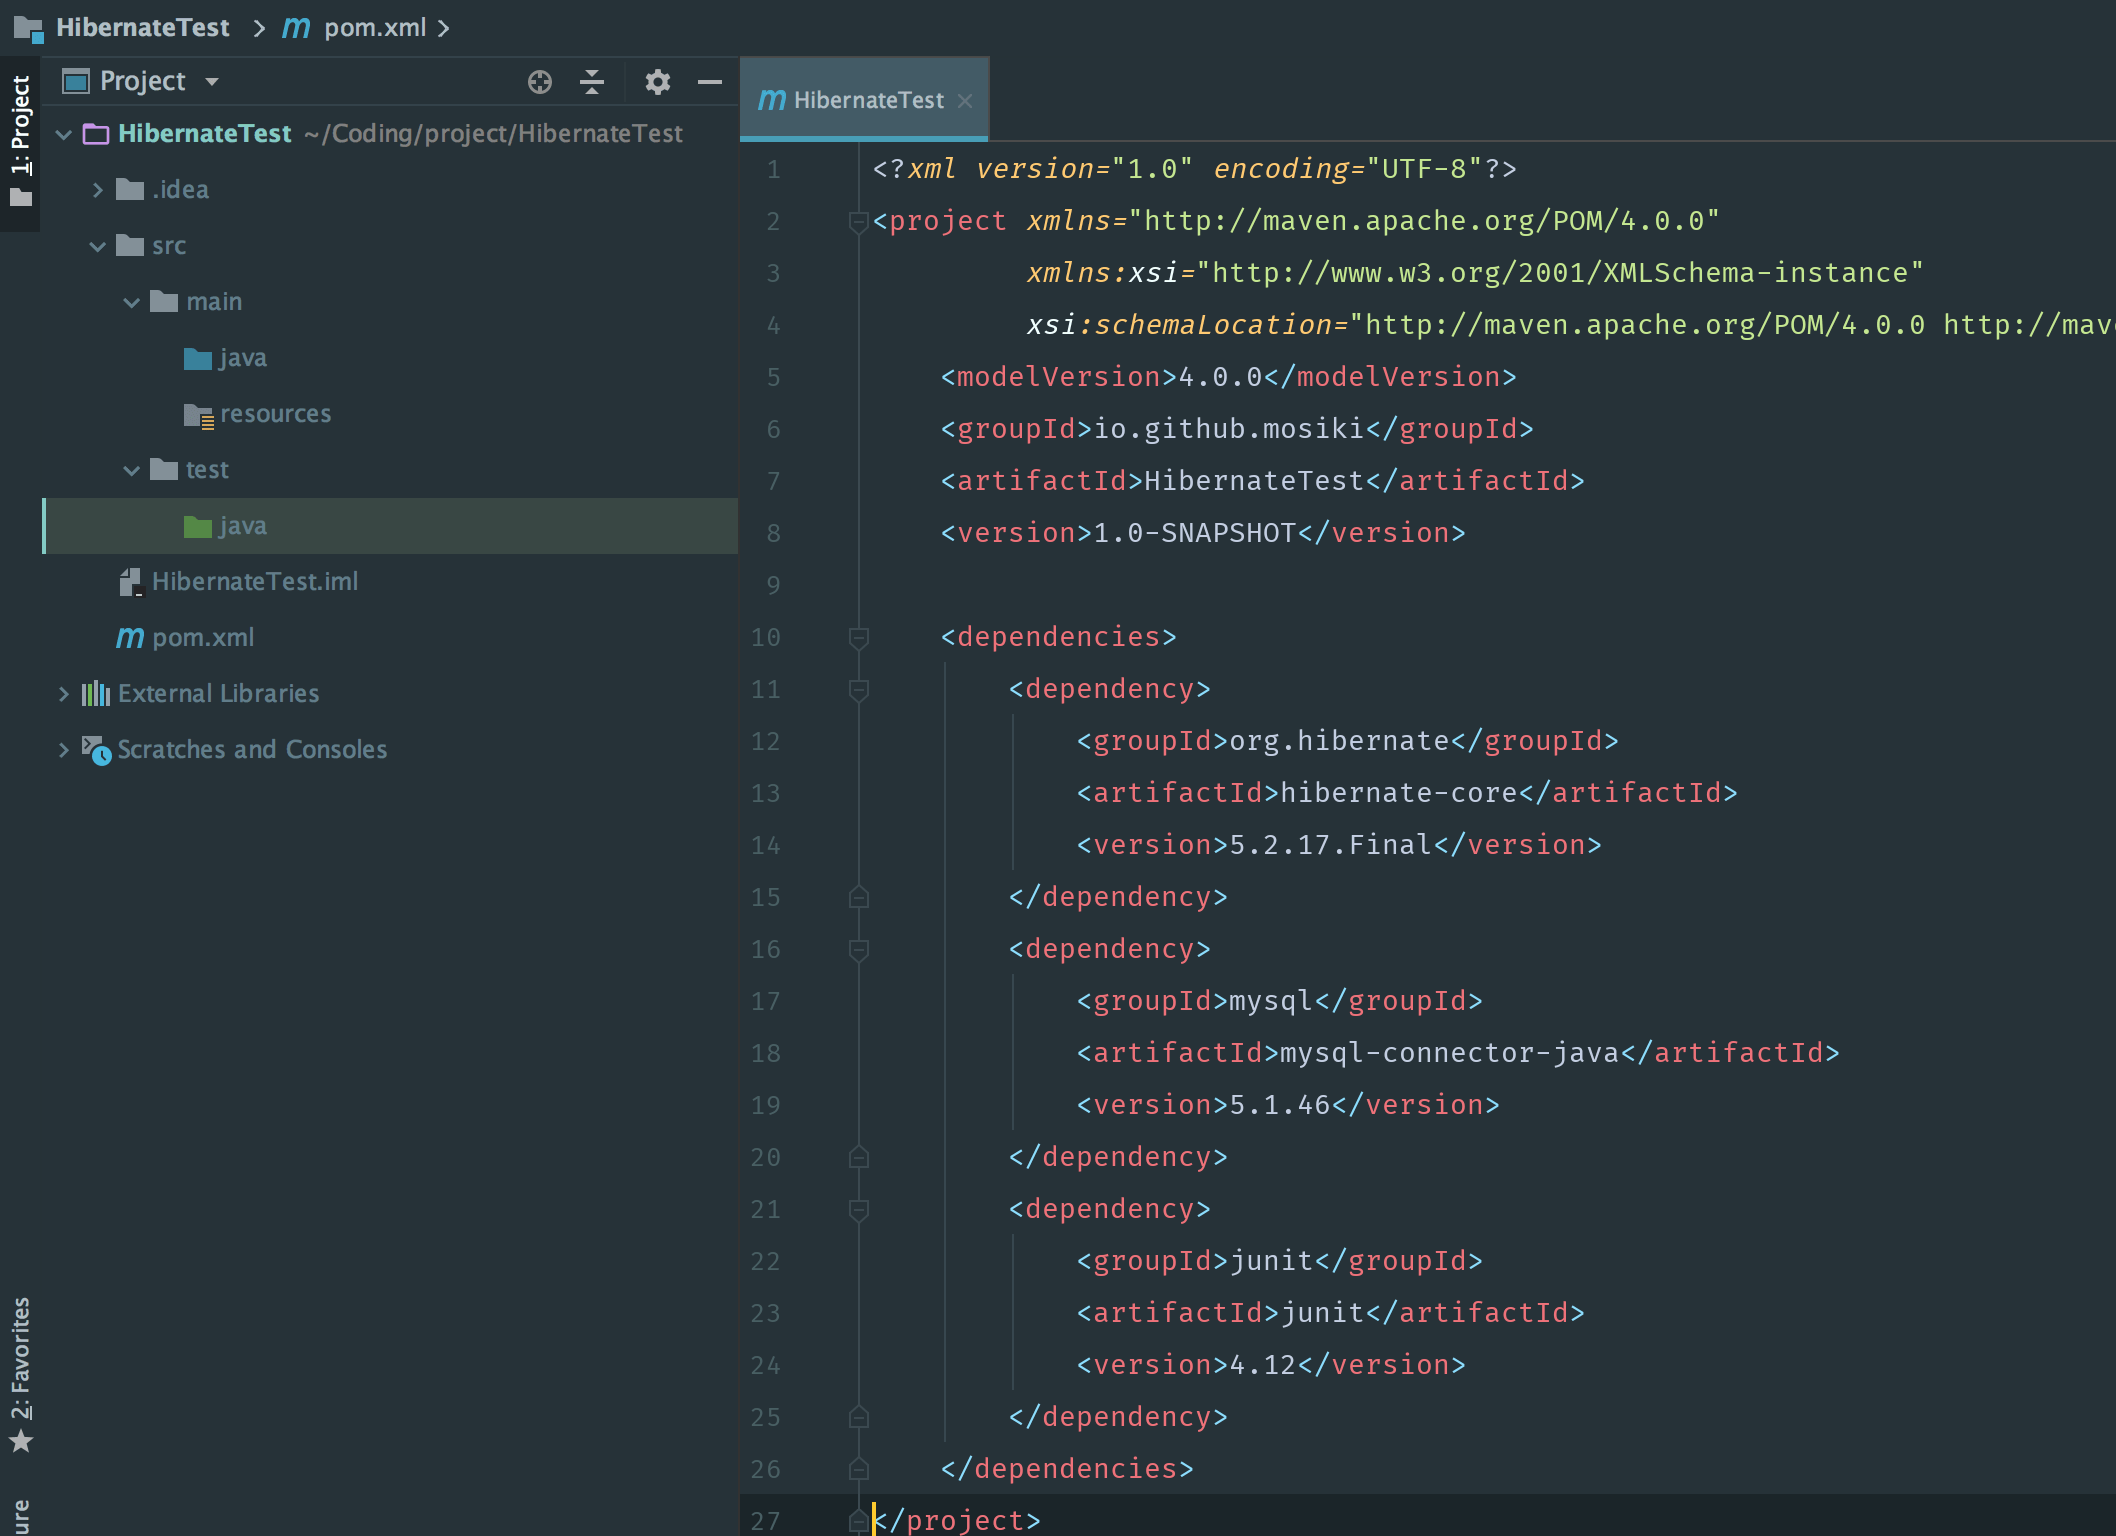 HibernateTest > m pom.xml >
1: Project
Project
HibernateTest ~/Coding/project/HibernateTest
.idea
src
main
java
resources
test
java
HibernateTest.iml
m pom.xml
External Libraries
Scratches and Consoles
2: Favorites
ure
m HibernateTest ×
1 <?xml version="1.0" encoding="UTF-8"?>
2 <project xmlns="http://maven.apache.org/POM/4.0.0"
3 xmlns:xsi="http://www.w3.org/2001/XMLSchema-instance"
4 xsi:schemaLocation="http://maven.apache.org/POM/4.0.0 http://mav
5 <modelVersion>4.0.0</modelVersion>
6 <groupId>io.github.mosiki</groupId>
7 <artifactId>HibernateTest</artifactId>
8 <version>1.0-SNAPSHOT</version>
9
10 <dependencies>
11 <dependency>
12 <groupId>org.hibernate</groupId>
13 <artifactId>hibernate-core</artifactId>
14 <version>5.2.17.Final</version>
15 </dependency>
16 <dependency>
17 <groupId>mysql</groupId>
18 <artifactId>mysql-connector-java</artifactId>
19 <version>5.1.46</version>
20 </dependency>
21 <dependency>
22 <groupId>junit</groupId>
23 <artifactId>junit</artifactId>
24 <version>4.12</version>
25 </dependency>
26 </dependencies>
27 </project>